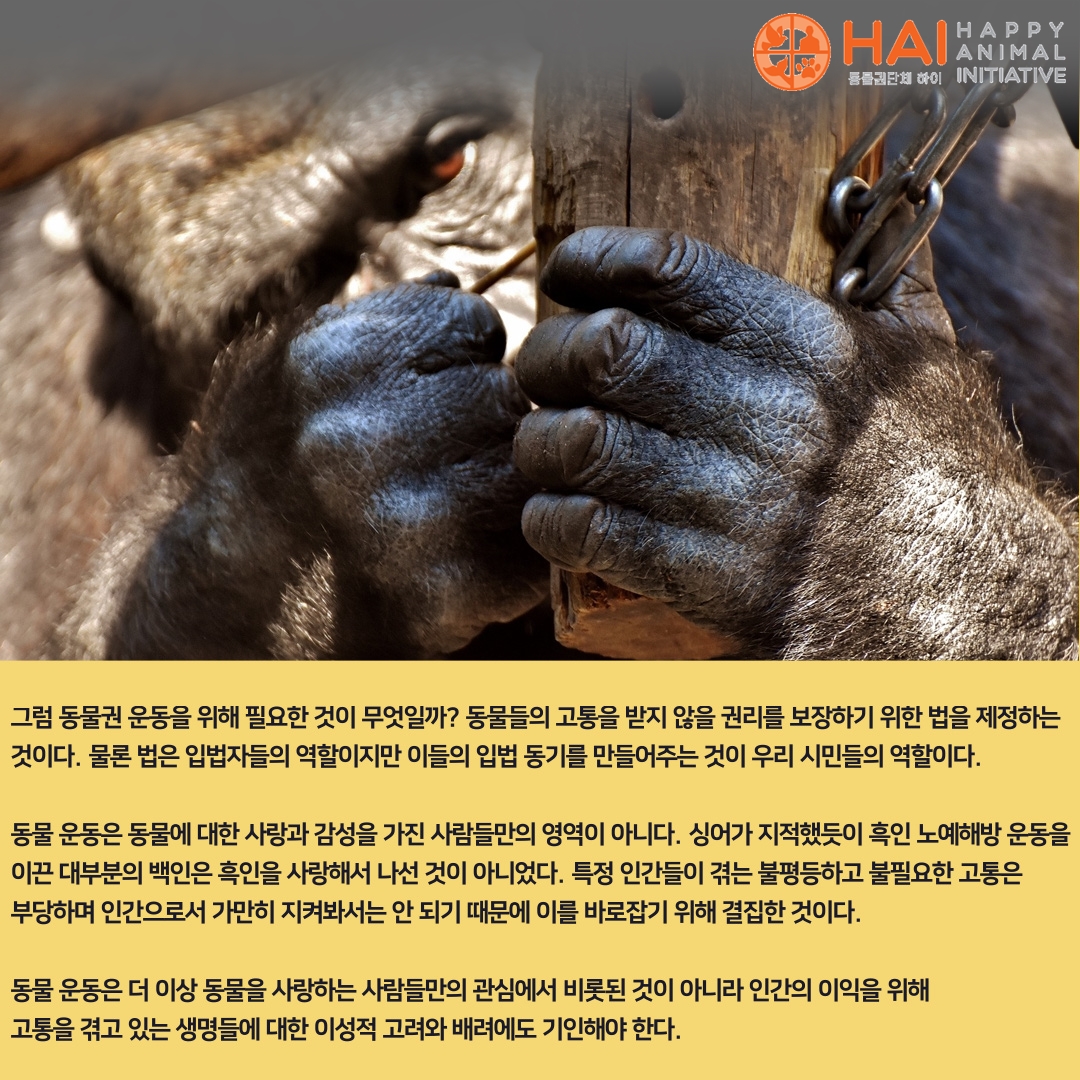 HAI
동물권단체 하이
HAPPY
ANIMAL
INITIATIVE
그럼 동물권 운동을 위해 필요한 것이 무엇일까? 동물들의 고통을 받지 않을 권리를 보장하기 위한 법을 제정하는
것이다. 물론 법은 입법자들의 역할이지만 이들의 입법 동기를 만들어주는 것이 우리 시민들의 역할이다.
동물 운동은 동물에 대한 사랑과 감성을 가진 사람들만의 영역이 아니다. 싱어가 지적했듯이 흑인 노예해방 운동을
이끈 대부분의 백인은 흑인을 사랑해서 나선 것이 아니었다. 특정 인간들이 겪는 불평등하고 불필요한 고통은
부당하며 인간으로서 가만히 지켜봐서는 안 되기 때문에 이를 바로잡기 위해 결집한 것이다.
동물 운동은 더 이상 동물을 사랑하는 사람들만의 관심에서 비롯된 것이 아니라 인간의 이익을 위해
고통을 겪고 있는 생명들에 대한 이성적 고려와 배려에도 기인해야 한다.